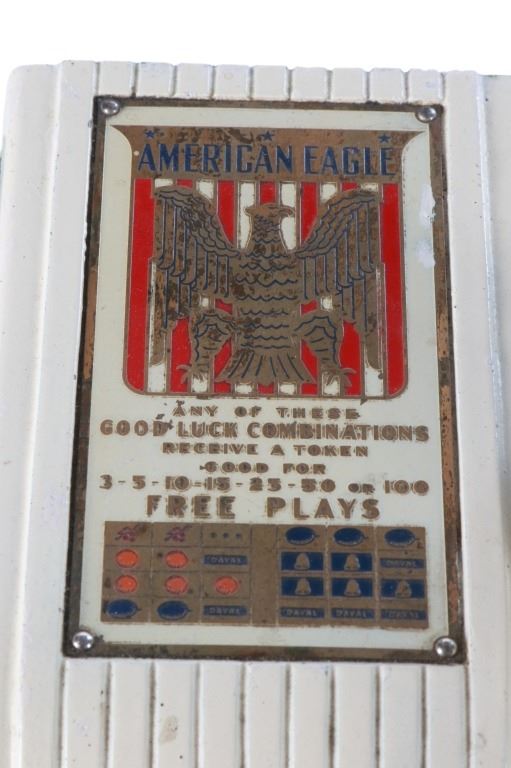 AMERICAN EAGLE
ANY OF THESE
GOOD LUCK COMBINATIONS
RECEIVE A TOKEN
GOOD FOR
3-5-10-15-25-50 OR 100
FREE PLAYS
DAVAL
DAVAL DAVAL
DAVAL DAVAL DAVAL DAVAL